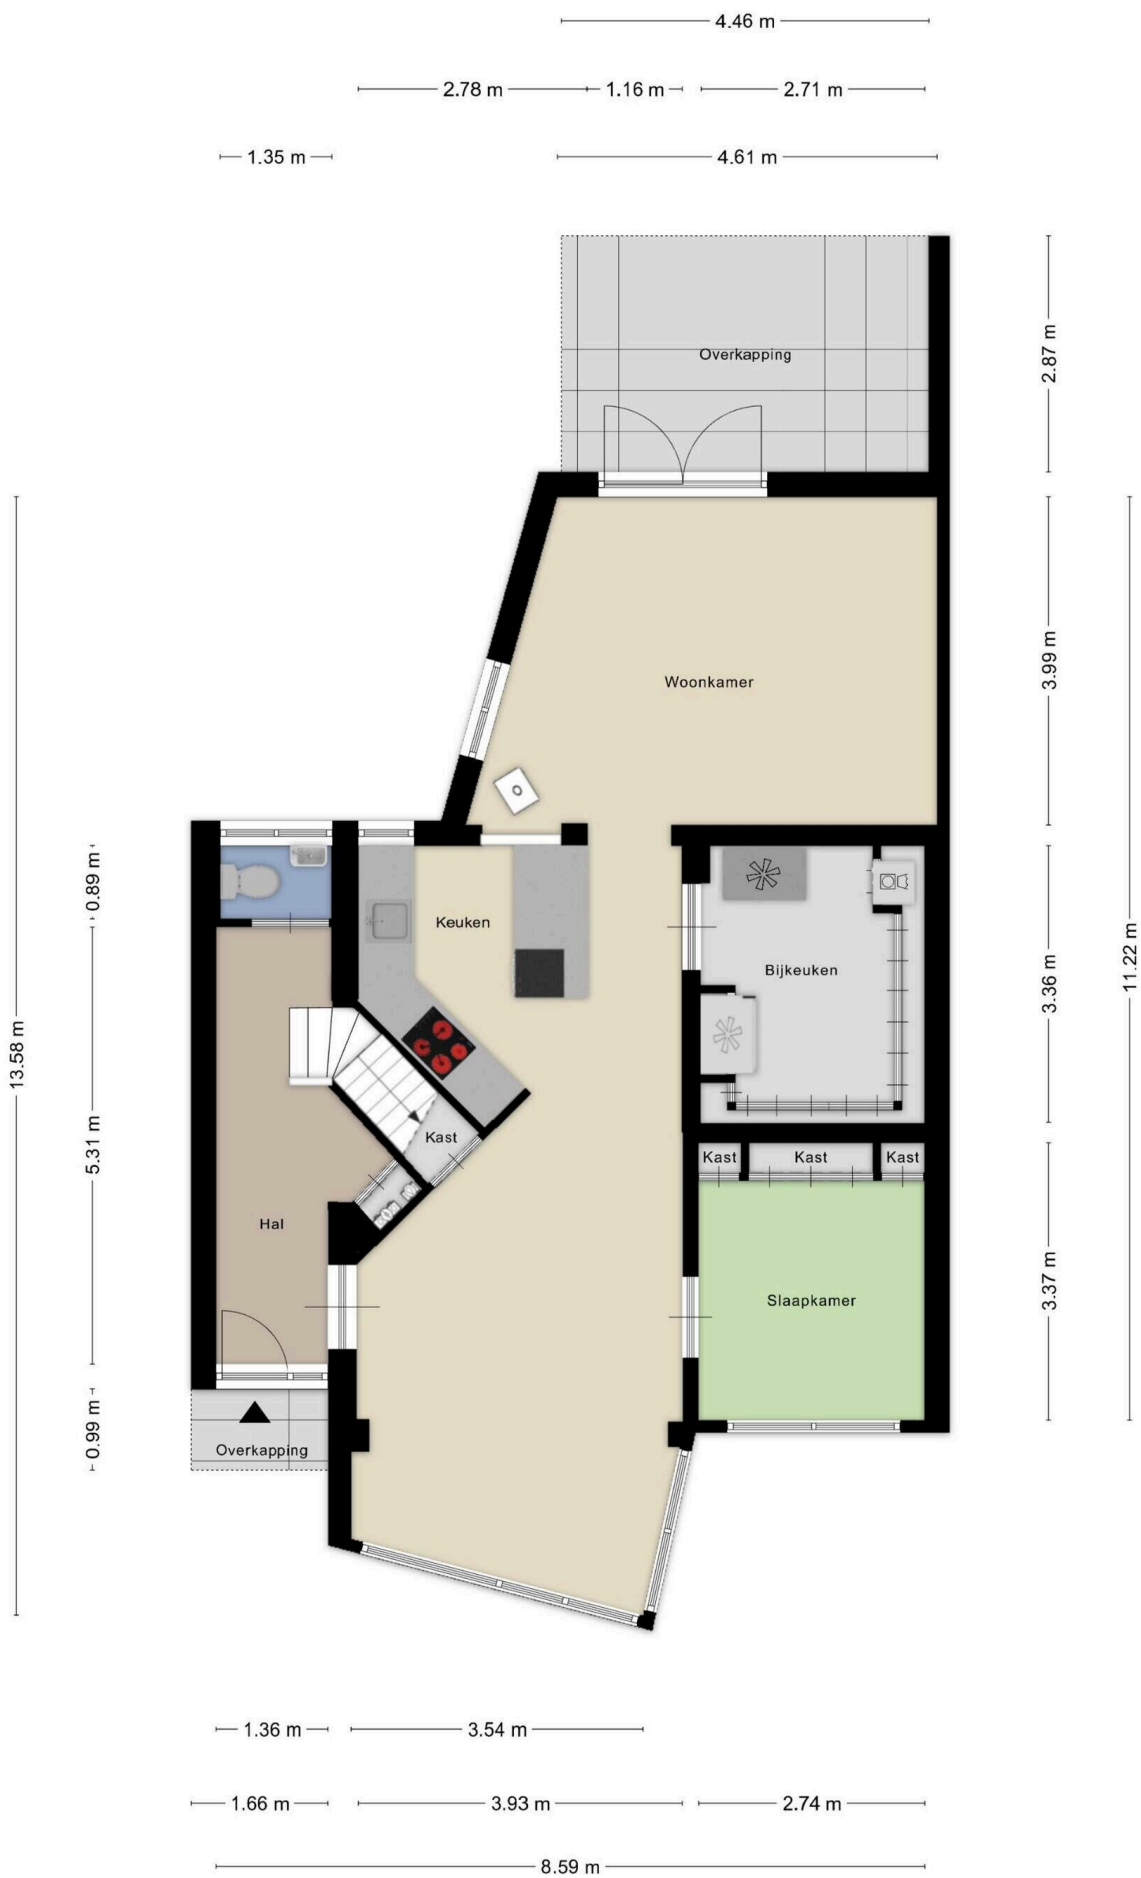 4.46 m
2.78 m
1.16 m
2.71 m
1.35 m
4.61 m
Overkapping
2.87 m
Woonkamer
3.99 m
13.58 m
11.22 m
0.89 m
Keuken
Bijkeuken
3.36 m
5.31 m
Kast
Kast
Kast
Kast
Hal
Slaapkamer
3.37 m
0.99 m
Overkapping
1.36 m
3.54 m
1.66 m
3.93 m
2.74 m
8.59 m